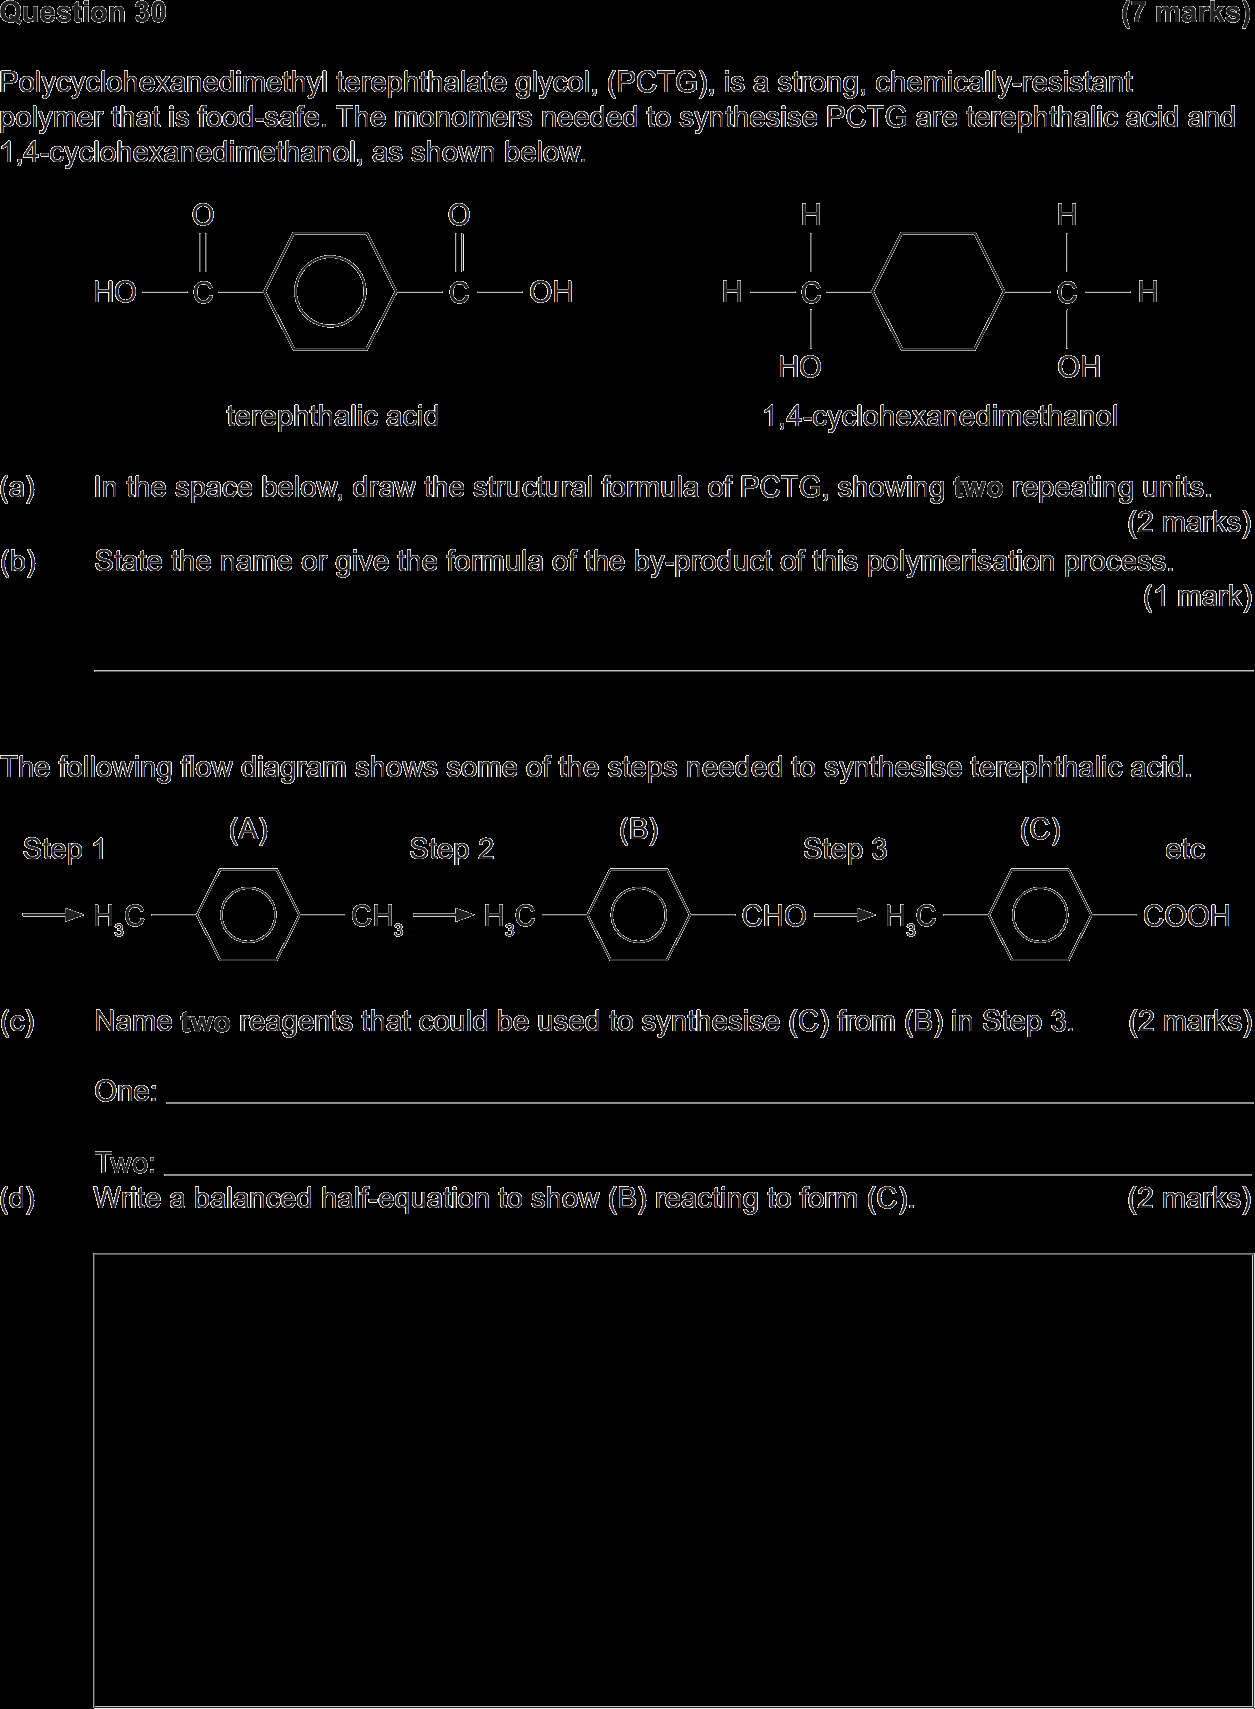 Question 30 (7 marks)
Polycyclohexanedimethyl terephthalate glycol, (PCTG), is a strong, chemically-resistant
polymer that is food-safe. The monomers needed to synthesise PCTG are terephthalic acid and
1,4-cyclohexanedimethanol, as shown below.
O O H H
HO C C OH H C C H
HO OH
terephthalic acid 1,4-cyclohexanedimethanol
(a) In the space below, draw the structural formula of PCTG, showing two repeating units.
(2 marks)
(b) State the name or give the formula of the by-product of this polymerisation process.
(1 mark)
The following flow diagram shows some of the steps needed to synthesise terephthalic acid.
(A) (B) (C)
Step 1 Step 2 Step 3 etc
H₃C CH₃ H₃C CHO H₃C COOH
(c) Name two reagents that could be used to synthesise (C) from (B) in Step 3. (2 marks)
One:
Two:
(d) Write a balanced half-equation to show (B) reacting to form (C). (2 marks)